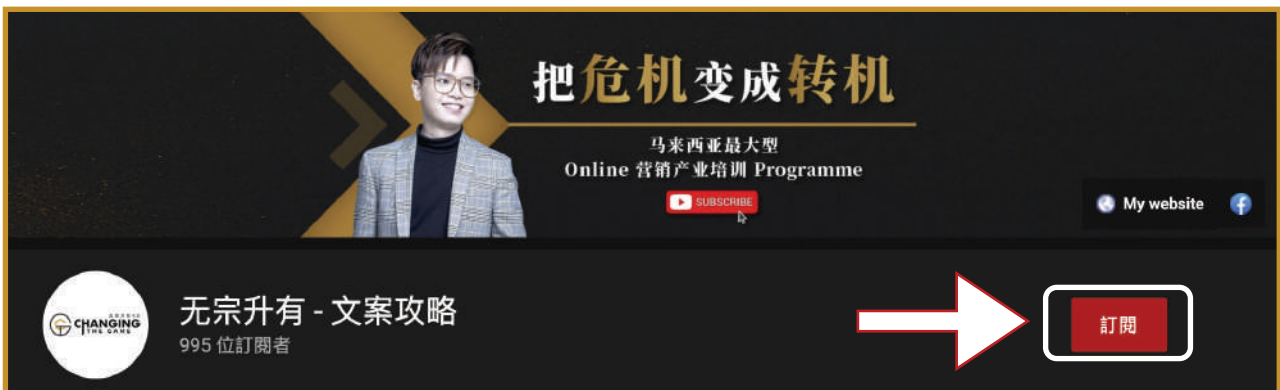 把危机变成转机
马来西亚最大型
Online 营销产业培训 Programme
SUBSCRIBE
My website
CHANGING
THE GAME
无宗升有 - 文案攻略
995 位訂閱者
訂閱